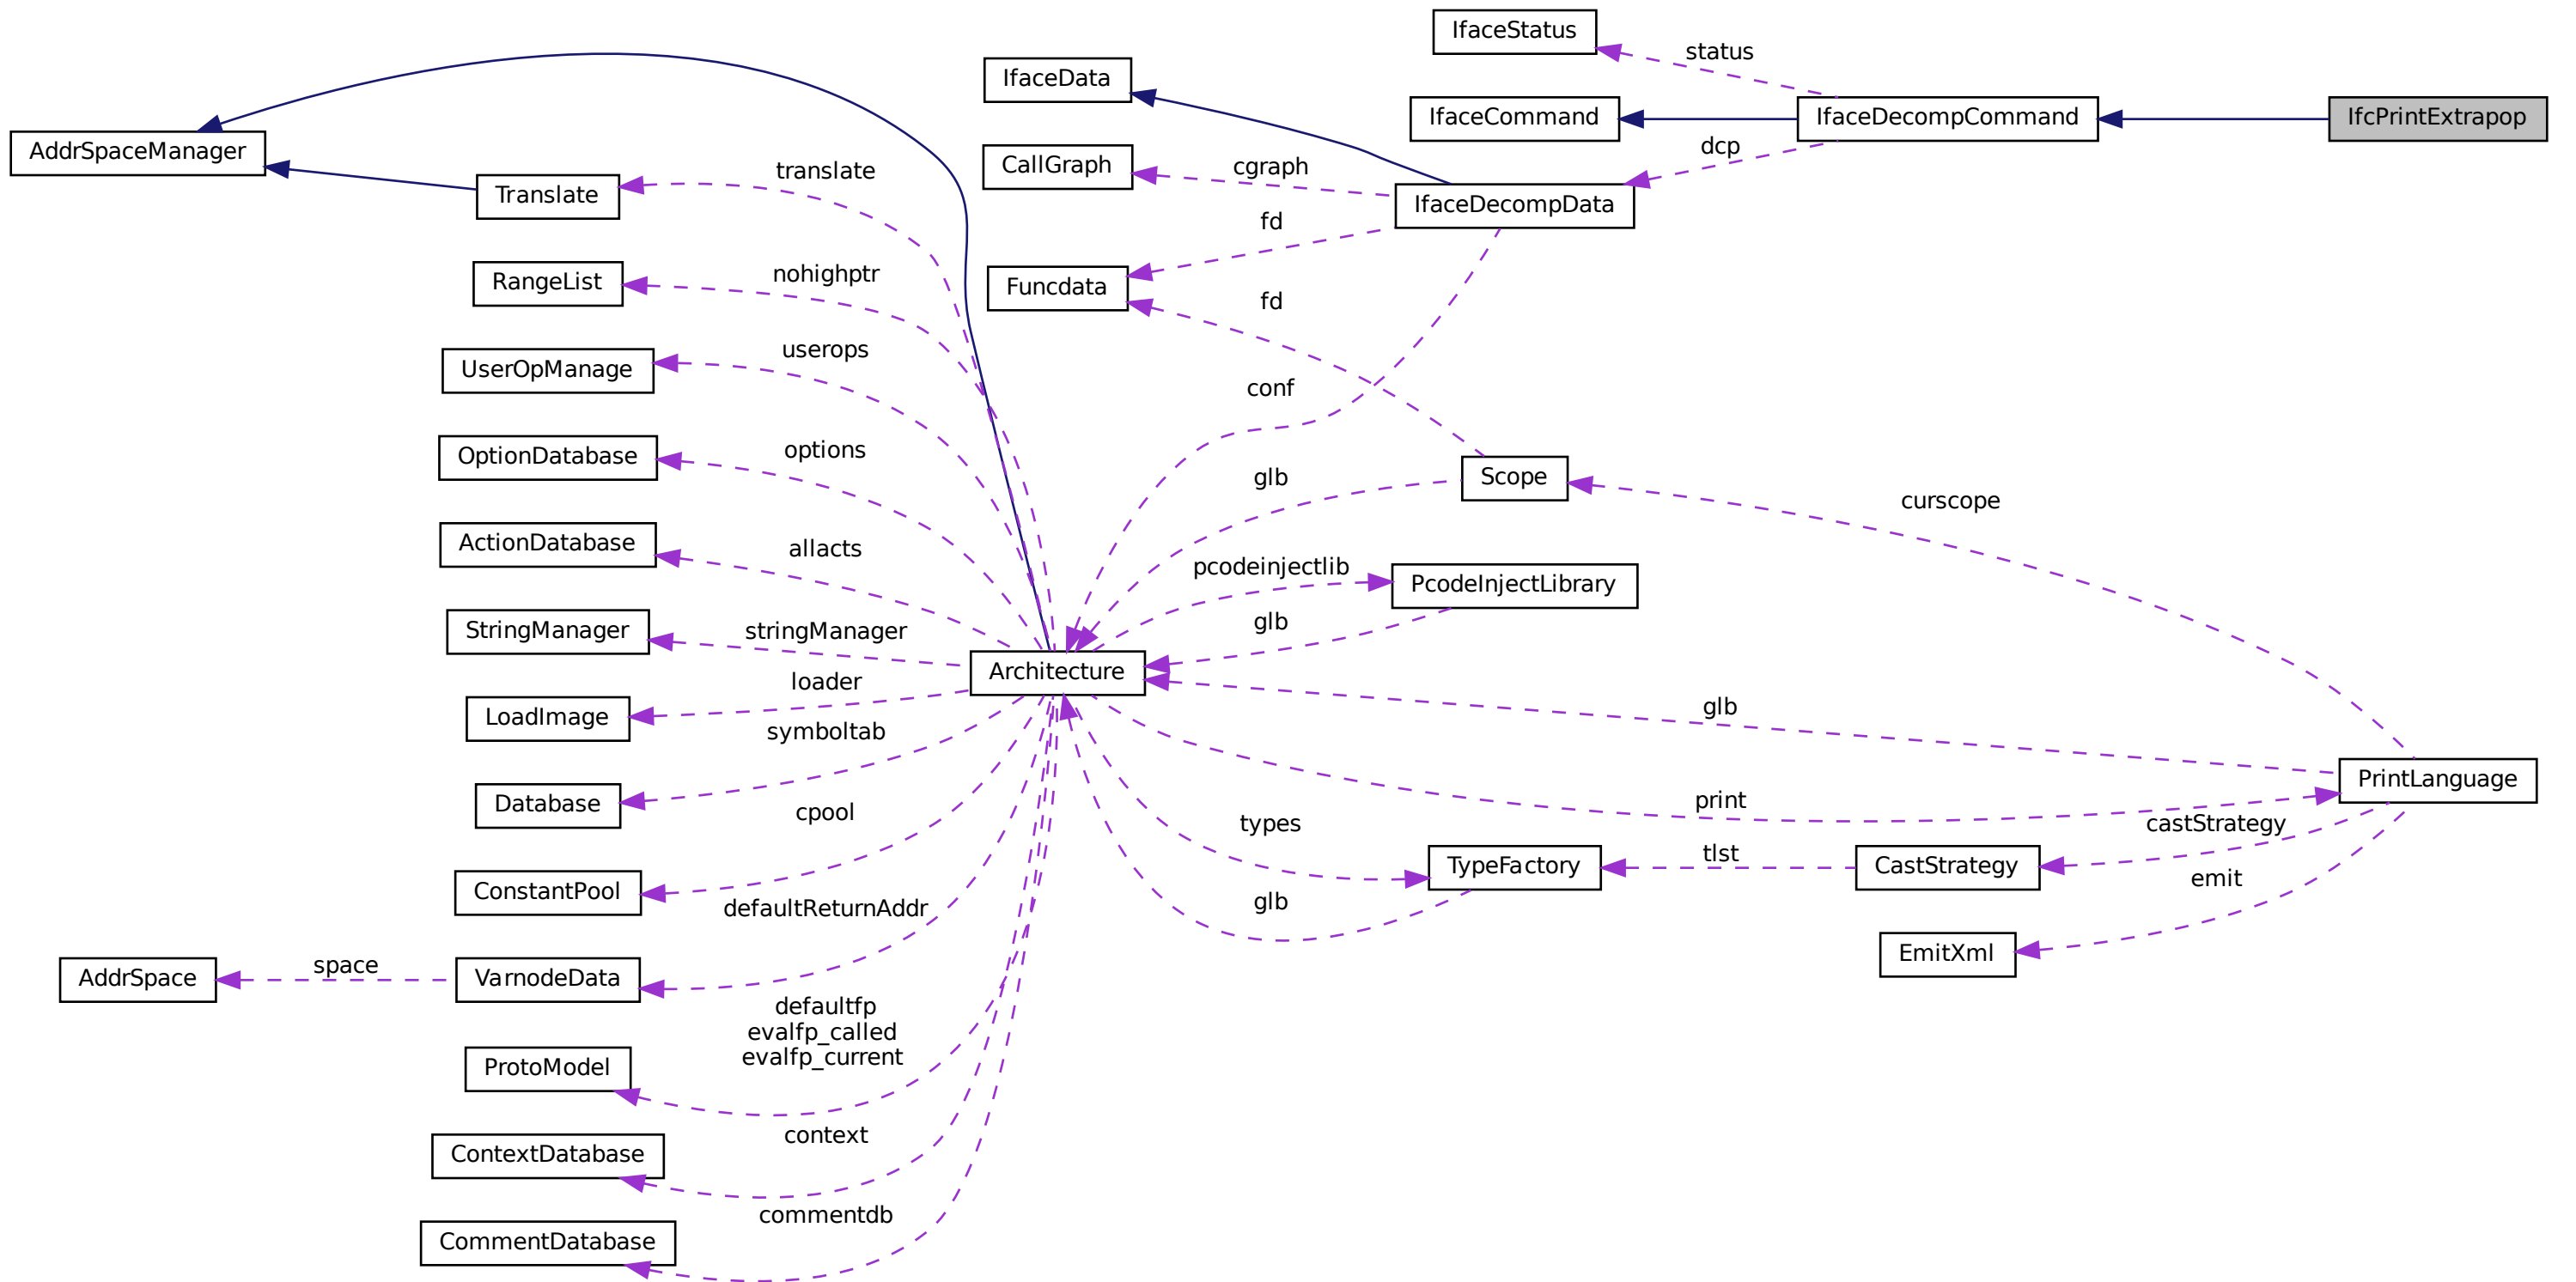 IfaceStatus
status
IfaceData
IfaceCommand
IfaceDecompCommand
IfcPrintExtrapop
AddrSpaceManager
dcp
CallGraph
cgraph
translate
Translate
IfaceDecompData
fd
RangeList
nohighptr
Funcdata
fd
userops
UserOpManage
conf
options
OptionDatabase
glb
Scope
curscope
allacts
ActionDatabase
pcodeinjectlib
PcodeInjectLibrary
glb
stringManager
StringManager
Architecture
loader
LoadImage
glb
symboltab
PrintLanguage
Database
print
cpool
types
castStrategy
tlst
TypeFactory
CastStrategy
emit
ConstantPool
defaultReturnAddr
glb
EmitXml
AddrSpace
space
VarnodeData
defaultfp
evalfp_called
evalfp_current
ProtoModel
context
ContextDatabase
commentdb
CommentDatabase